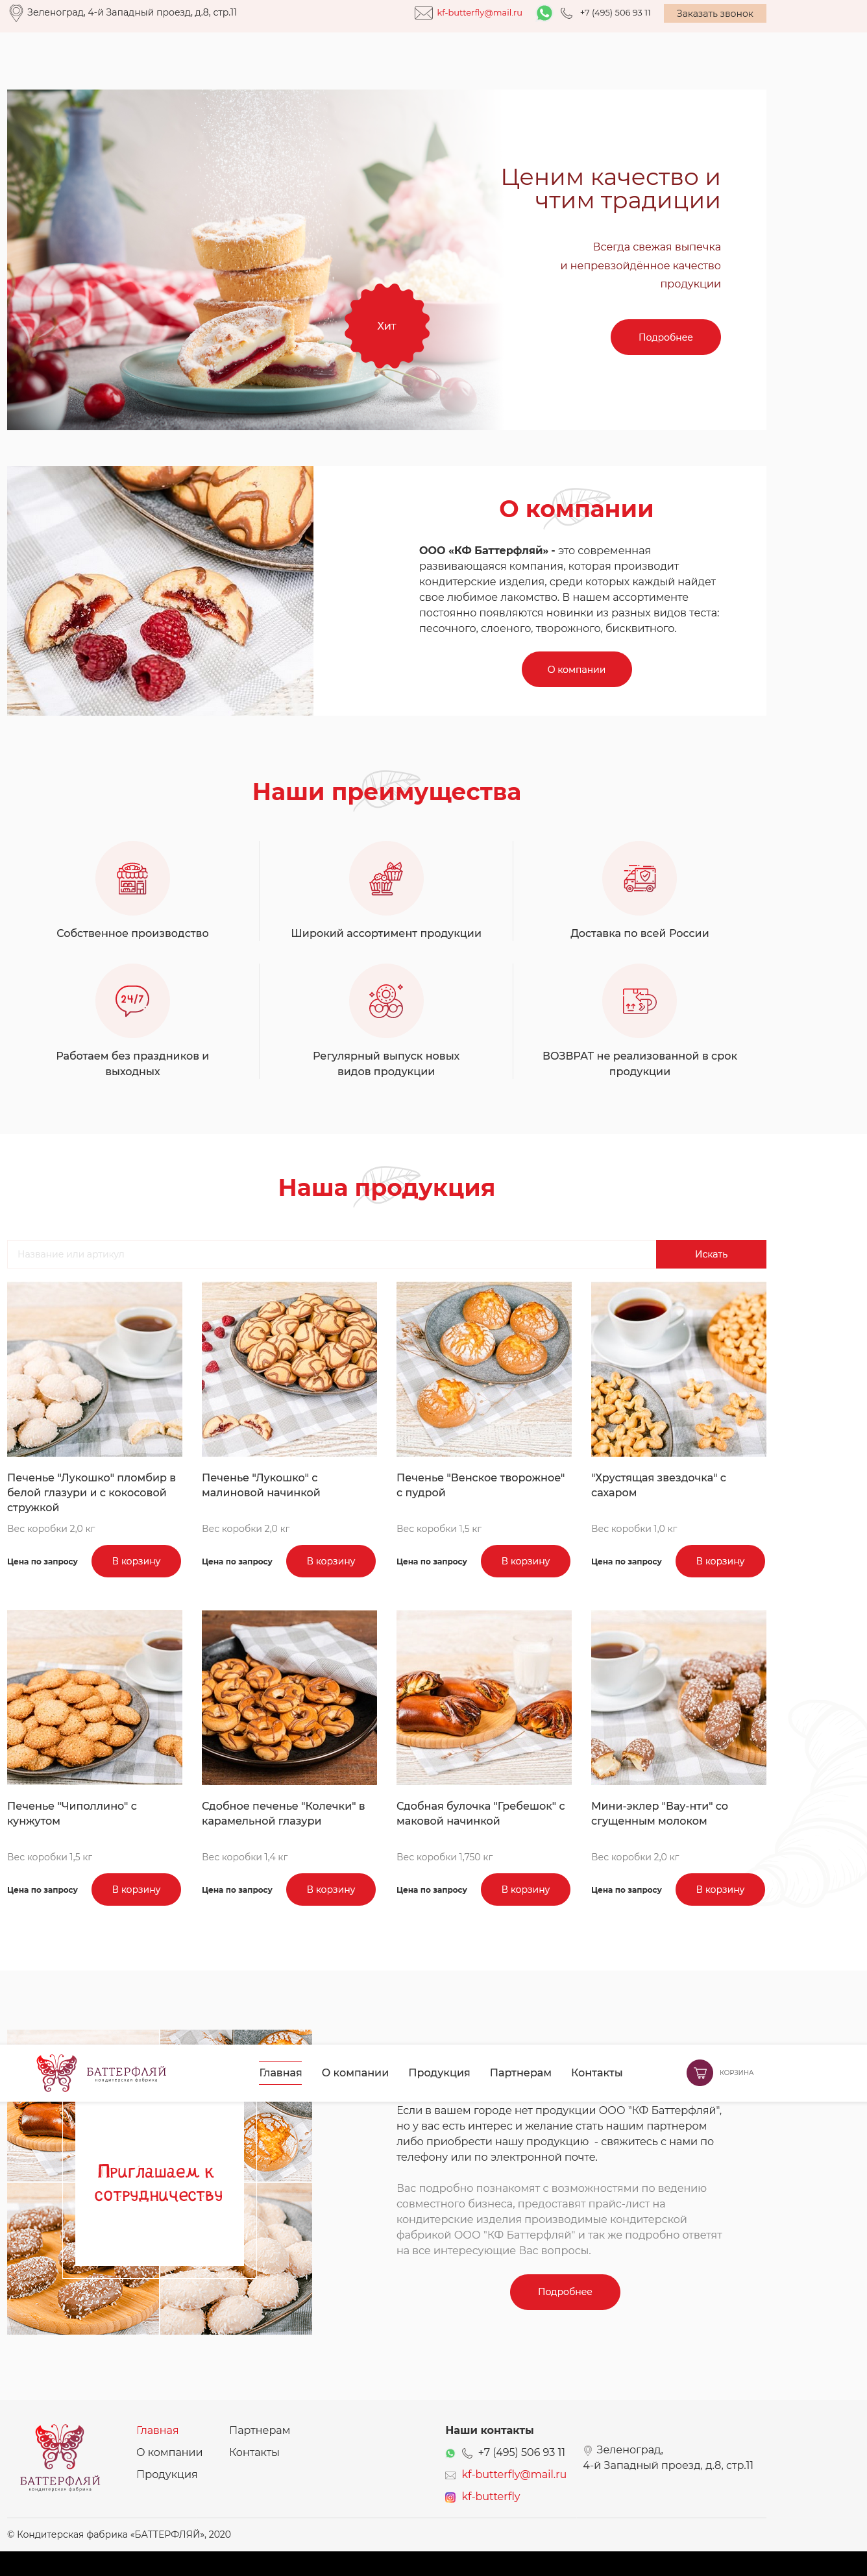 Зеленоград, 4-й Западный проезд, д.8, стр.11
kf-butterfly@mail.ru
+7 (495) 506 93 11
Заказать звонок
Ценим качество и
чтим традиции
Всегда свежая выпечка
и непревзойдённое качество
продукции
Хит
Подробнее
О компании
ООО «КФ Баттерфляй» - это современная
развивающаяся компания, которая производит
кондитерские изделия, среди которых каждый найдет
свое любимое лакомство. В нашем ассортименте
постоянно появляются новинки из разных видов теста:
песочного, слоеного, творожного, бисквитного.
О компании
Наши преимущества
Собственное производство
Широкий ассортимент продукции
Доставка по всей России
24/7
Работаем без праздников и
выходных
Регулярный выпуск новых
видов продукции
ВОЗВРАТ не реализованной в срок
продукции
Наша продукция
Название или артикул
Искать
Печенье "Лукошко" пломбир в
белой глазури и с кокосовой
стружкой
Вес коробки 2,0 кг
Цена по запросу
В корзину
Печенье "Лукошко" с
малиновой начинкой
Вес коробки 2,0 кг
Цена по запросу
В корзину
Печенье "Венское творожное"
с пудрой
Вес коробки 1,5 кг
Цена по запросу
В корзину
"Хрустящая звездочка" с
сахаром
Вес коробки 1,0 кг
Цена по запросу
В корзину
Печенье "Чиполлино" с
кунжутом
Вес коробки 1,5 кг
Цена по запросу
В корзину
Сдобное печенье "Колечки" в
карамельной глазури
Вес коробки 1,4 кг
Цена по запросу
В корзину
Сдобная булочка "Гребешок" с
маковой начинкой
Вес коробки 1,750 кг
Цена по запросу
В корзину
Мини-эклер "Вау-нти" со
сгущенным молоком
Вес коробки 2,0 кг
Цена по запросу
В корзину
БАТТЕРФЛЯЙ
кондитерская фабрика
Главная
О компании
Продукция
Партнерам
Контакты
КОРЗИНА
Приглашаем к
сотрудничеству
Если в вашем городе нет продукции ООО "КФ Баттерфляй",
но у вас есть интерес и желание стать нашим партнером
либо приобрести нашу продукцию - свяжитесь с нами по
телефону или по электронной почте.
Вас подробно познакомят с возможностями по ведению
совместного бизнеса, предоставят прайс-лист на
кондитерские изделия производимые кондитерской
фабрикой ООО "КФ Баттерфляй" и так же подробно ответят
на все интересующие Вас вопросы.
Подробнее
БАТТЕРФЛЯЙ
кондитерская фабрика
Главная
О компании
Продукция
Партнерам
Контакты
Наши контакты
+7 (495) 506 93 11
kf-butterfly@mail.ru
kf-butterfly
Зеленоград,
4-й Западный проезд, д.8, стр.11
© Кондитерская фабрика «БАТТЕРФЛЯЙ», 2020